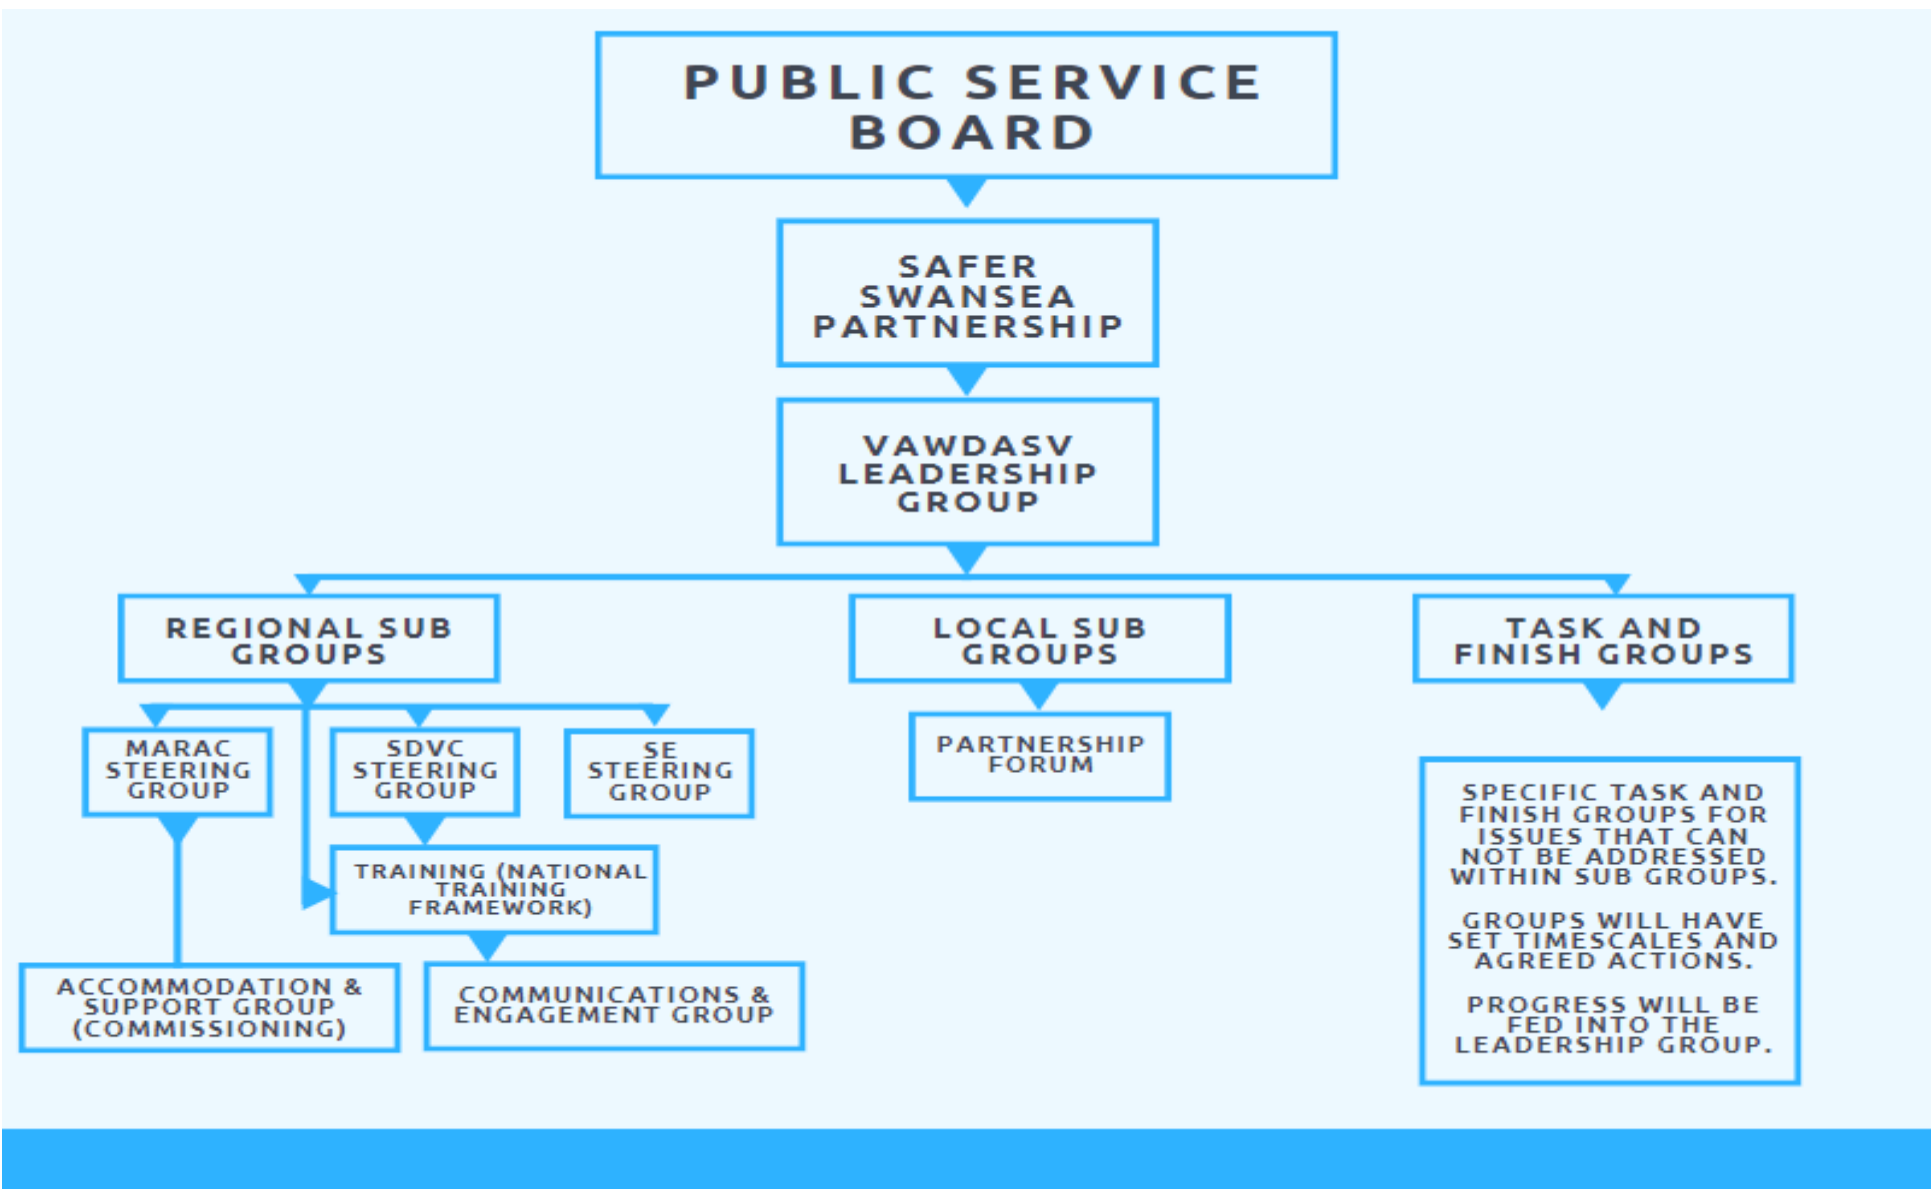 PUBLIC SERVICE
BOARD
SAFER
SWANSEA
PARTNERSHIP
VAWDASV
LEADERSHIP
GROUP
REGIONAL SUB
GROUPS
LOCAL SUB
GROUPS
TASK AND
FINISH GROUPS
MARAC
STEERING
GROUP
SDVC
STEERING
GROUP
SE
STEERING
GROUP
PARTNERSHIP
FORUM
TRAINING (NATIONAL
TRAINING
FRAMEWORK)
ACCOMMODATION &
SUPPORT GROUP
(COMMISSIONING)
COMMUNICATIONS &
ENGAGEMENT GROUP
SPECIFIC TASK AND
FINISH GROUPS FOR
ISSUES THAT CAN
NOT BE ADDRESSED
WITHIN SUB GROUPS.
GROUPS WILL HAVE
SET TIMESCALES AND
AGREED ACTIONS.
PROGRESS WILL BE
FED INTO THE
LEADERSHIP GROUP.